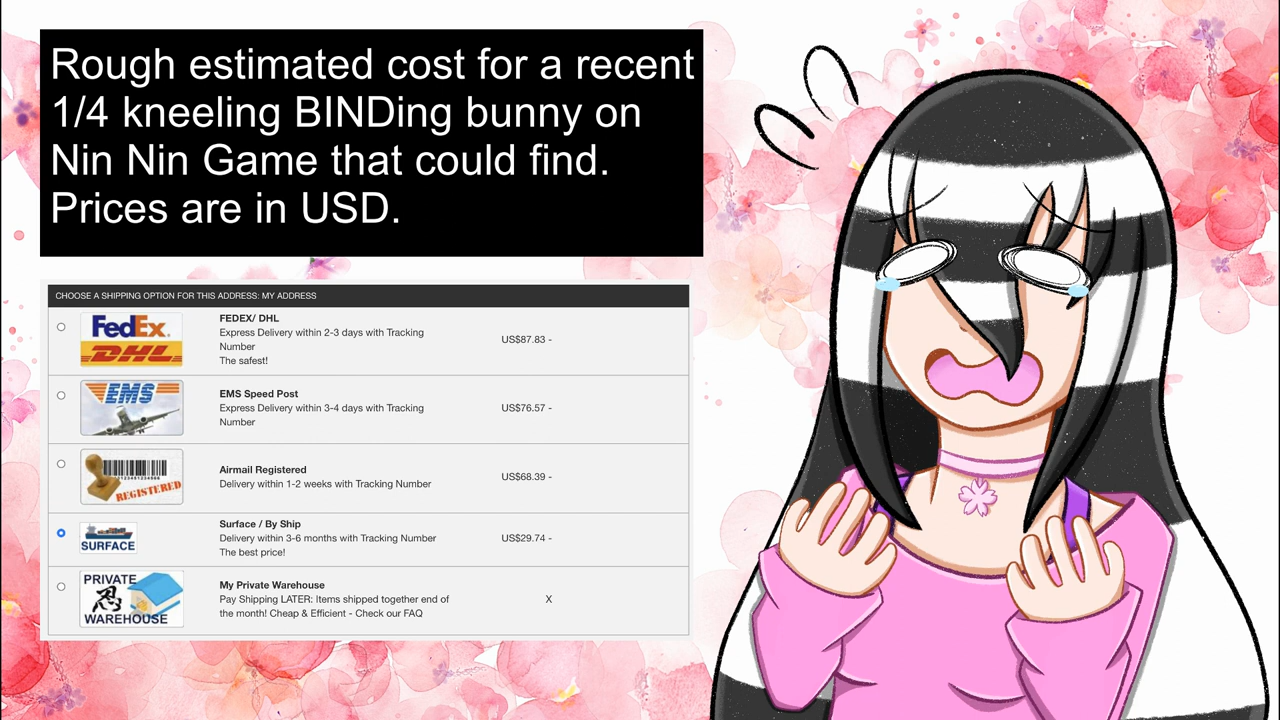 Rough estimated cost for a recent
1/4 kneeling BINDing bunny on
Nin Nin Game that could find.
Prices are in USD.
CHOOSE A SHIPPING OPTION FOR THIS ADDRESS: MY ADDRESS
FedEx.
DHL
FEDEX/ DHL
Express Delivery within 2-3 days with Tracking
Number
The safest!
US$87.83 -
EMS
EMS Speed Post
Express Delivery within 3-4 days with Tracking
Number
US$76.57 -
REGISTERED
Airmail Registered
Delivery within 1-2 weeks with Tracking Number
US$68.39 -
SURFACE
Surface / By Ship
Delivery within 3-6 months with Tracking Number
The best price!
US$29.74 -
PRIVATE
忍
WAREHOUSE
My Private Warehouse
Pay Shipping LATER: Items shipped together end of
the month! Cheap & Efficient - Check our FAQ
X